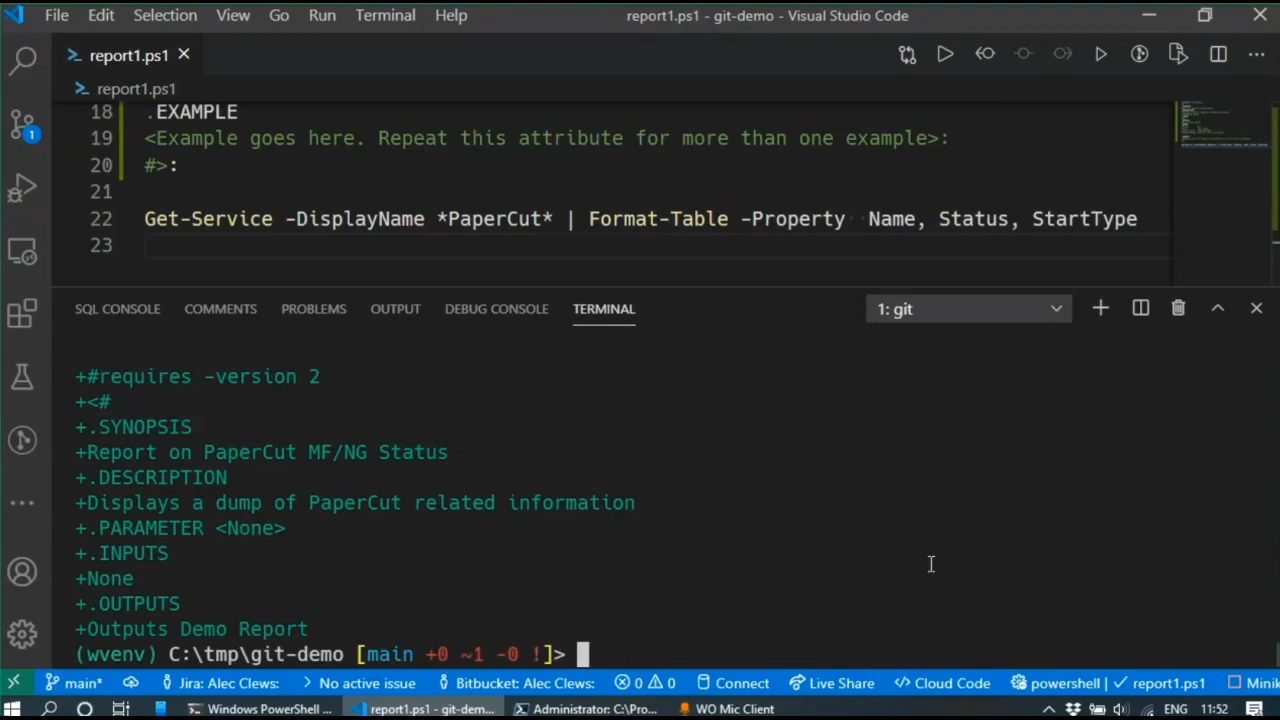 File Edit Selection View Go Run Terminal Help report1.ps1 - git-demo - Visual Studio Code
report1.ps1
report1.ps1
18 .EXAMPLE
19 <Example goes here. Repeat this attribute for more than one example>:
20 #>:
21
22 Get-Service -DisplayName *PaperCut* | Format-Table -Property  Name, Status, StartType
23
1
SQL CONSOLE COMMENTS PROBLEMS OUTPUT DEBUG CONSOLE TERMINAL 1: git
+#requires -version 2
+<#
+.SYNOPSIS
+Report on PaperCut MF/NG Status
+.DESCRIPTION
+Displays a dump of PaperCut related information
+.PARAMETER <None>
+.INPUTS
+None
+.OUTPUTS
+Outputs Demo Report
(wvenv) C:\tmp\git-demo [main +0 ~1 -0 !]>
main* Jira: Alec Clews: No active issue Bitbucket: Alec Clews: 0 0 Connect Live Share Cloud Code powershell | report1.ps1 Minik
Windows PowerShell ... report1.ps1 - git-dem... Administrator: C:\Pro... WO Mic Client ENG 11:52